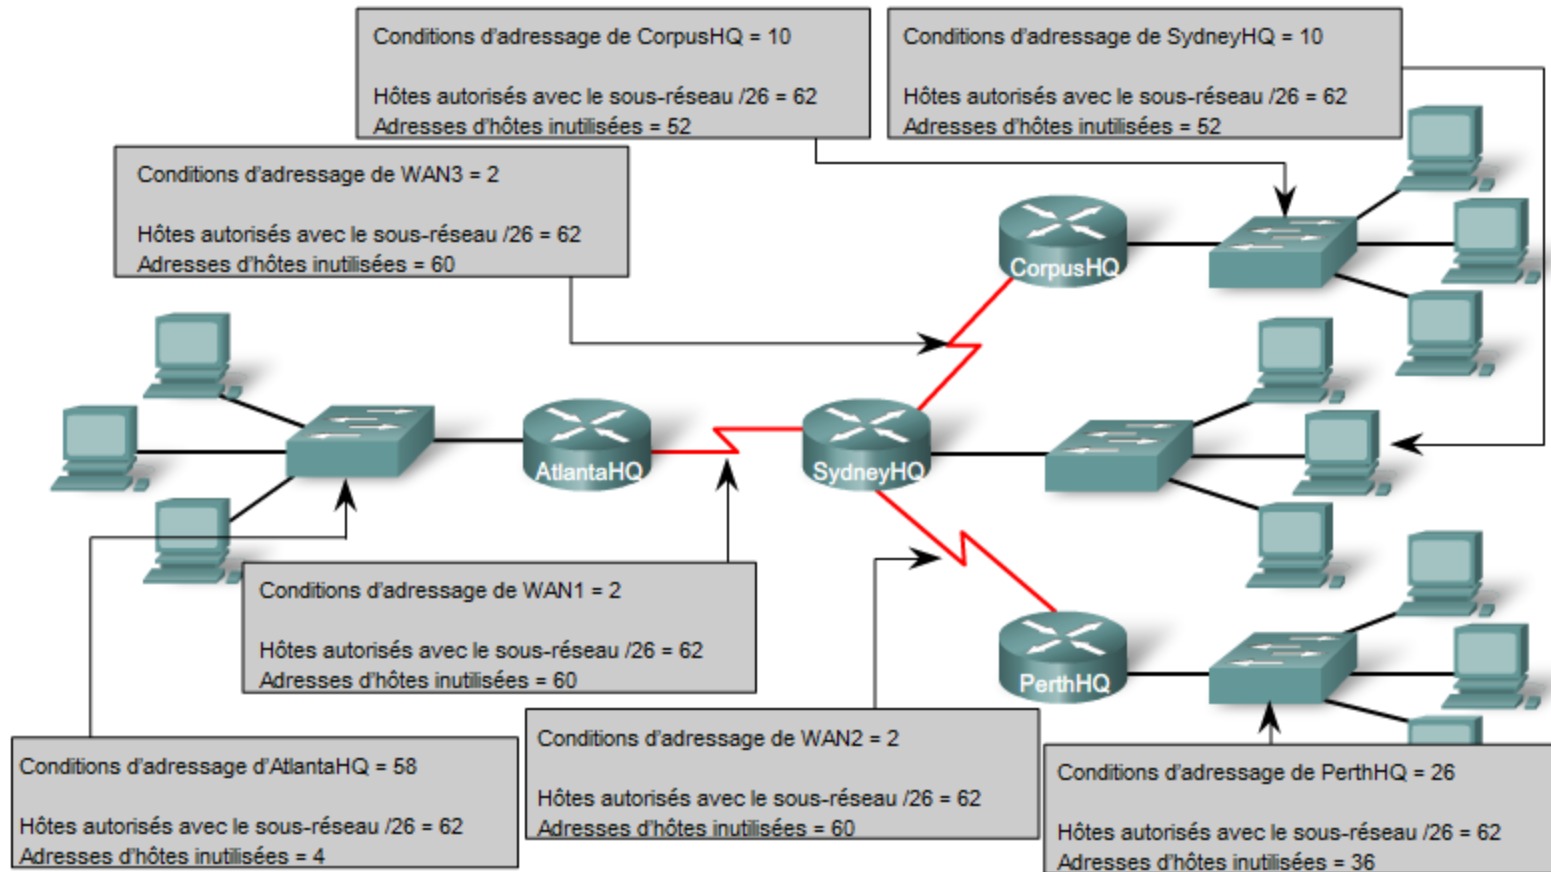 Conditions d'adressage de CorpusHQ = 10
Hôtes autorisés avec le sous-réseau /26 = 62
Adresses d'hôtes inutilisées = 52
Conditions d'adressage de SydneyHQ = 10
Hôtes autorisés avec le sous-réseau /26 = 62
Adresses d'hôtes inutilisées = 52
Conditions d'adressage de WAN3 = 2
Hôtes autorisés avec le sous-réseau /26 = 62
Adresses d'hôtes inutilisées = 60
CorpusHQ
AtlantaHQ
SydneyHQ
PerthHQ
Conditions d'adressage de WAN1 = 2
Hôtes autorisés avec le sous-réseau /26 = 62
Adresses d'hôtes inutilisées = 60
Conditions d'adressage d'AtlantaHQ = 58
Hôtes autorisés avec le sous-réseau /26 = 62
Adresses d'hôtes inutilisées = 4
Conditions d'adressage de WAN2 = 2
Hôtes autorisés avec le sous-réseau /26 = 62
Adresses d'hôtes inutilisées = 60
Conditions d'adressage de PerthHQ = 26
Hôtes autorisés avec le sous-réseau /26 = 62
Adresses d'hôtes inutilisées = 36